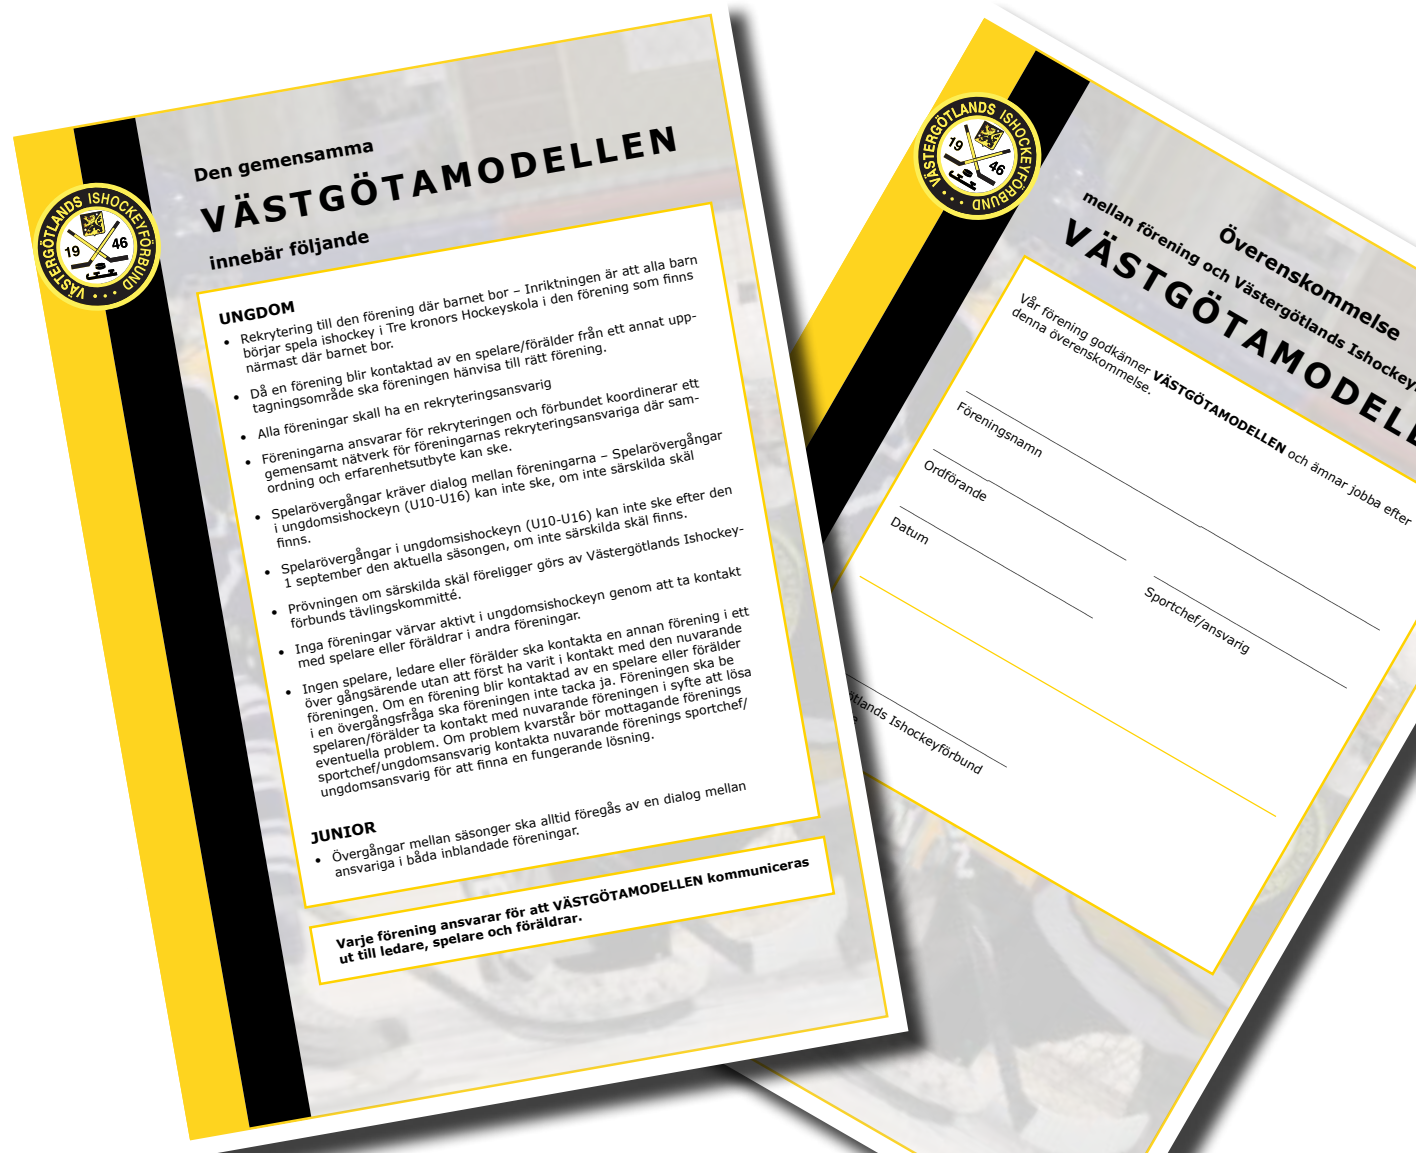 Den gemensamma
VÄSTGÖTAMODELLEN
innebär följande
VÄSTERGÖTLANDS ISHOCKEYFÖRBUND
19 46
UNGDOM
• Rekrytering till den förening där barnet bor – Inriktningen är att alla barn
börjar spela ishockey i Tre kronors Hockeyskola i den förening som finns
närmast där barnet bor.
• Då en förening blir kontaktad av en spelare/förälder från ett annat upp-
tagningsområde ska föreningen hänvisa till rätt förening.
• Alla föreningar skall ha en rekryteringsansvarig
• Föreningarna ansvarar för rekryteringen och förbundet koordinerar ett
gemensamt nätverk för föreningarnas rekryteringsansvariga där sam-
ordning och erfarenhetsutbyte kan ske.
• Spelarövergångar kräver dialog mellan föreningarna – Spelarövergångar
i ungdomsishockeyn (U10-U16) kan inte ske, om inte särskilda skäl
finns.
• Spelarövergångar i ungdomsishockeyn (U10-U16) kan inte ske efter den
1 september den aktuella säsongen, om inte särskilda skäl finns.
• Prövningen om särskilda skäl föreligger görs av Västergötlands Ishockey-
förbunds tävlingskommitté.
• Inga föreningar värvar aktivt i ungdomsishockeyn genom att ta kontakt
med spelare eller föräldrar i andra föreningar.
• Ingen spelare, ledare eller förälder ska kontakta en annan förening i ett
över gångsärende utan att först ha varit i kontakt med den nuvarande
föreningen. Om en förening blir kontaktad av en spelare eller förälder
i en övergångsfråga ska föreningen inte tacka ja. Föreningen ska be
spelaren/förälder ta kontakt med nuvarande föreningen i syfte att lösa
eventuella problem. Om problem kvarstår bör mottagande förenings
sportchef/ungdomsansvarig kontakta nuvarande förenings sportchef/
ungdomsansvarig för att finna en fungerande lösning.
JUNIOR
• Övergångar mellan säsonger ska alltid föregås av en dialog mellan
ansvariga i båda inblandade föreningar.
Varje förening ansvarar för att VÄSTGÖTAMODELLEN kommuniceras
ut till ledare, spelare och föräldrar.
VÄSTERGÖTLANDS ISHOCKEYFÖRBUND
19 46
Överenskommelse
mellan förening och Västergötlands Ishockey
VÄSTGÖTAMODELL
Vår förening godkänner VÄSTGÖTAMODELLEN och ämnar jobba efter
denna överenskommelse.
Föreningsnamn
Ordförande
Sportchef/ansvarig
Datum
ötlands Ishockeyförbund